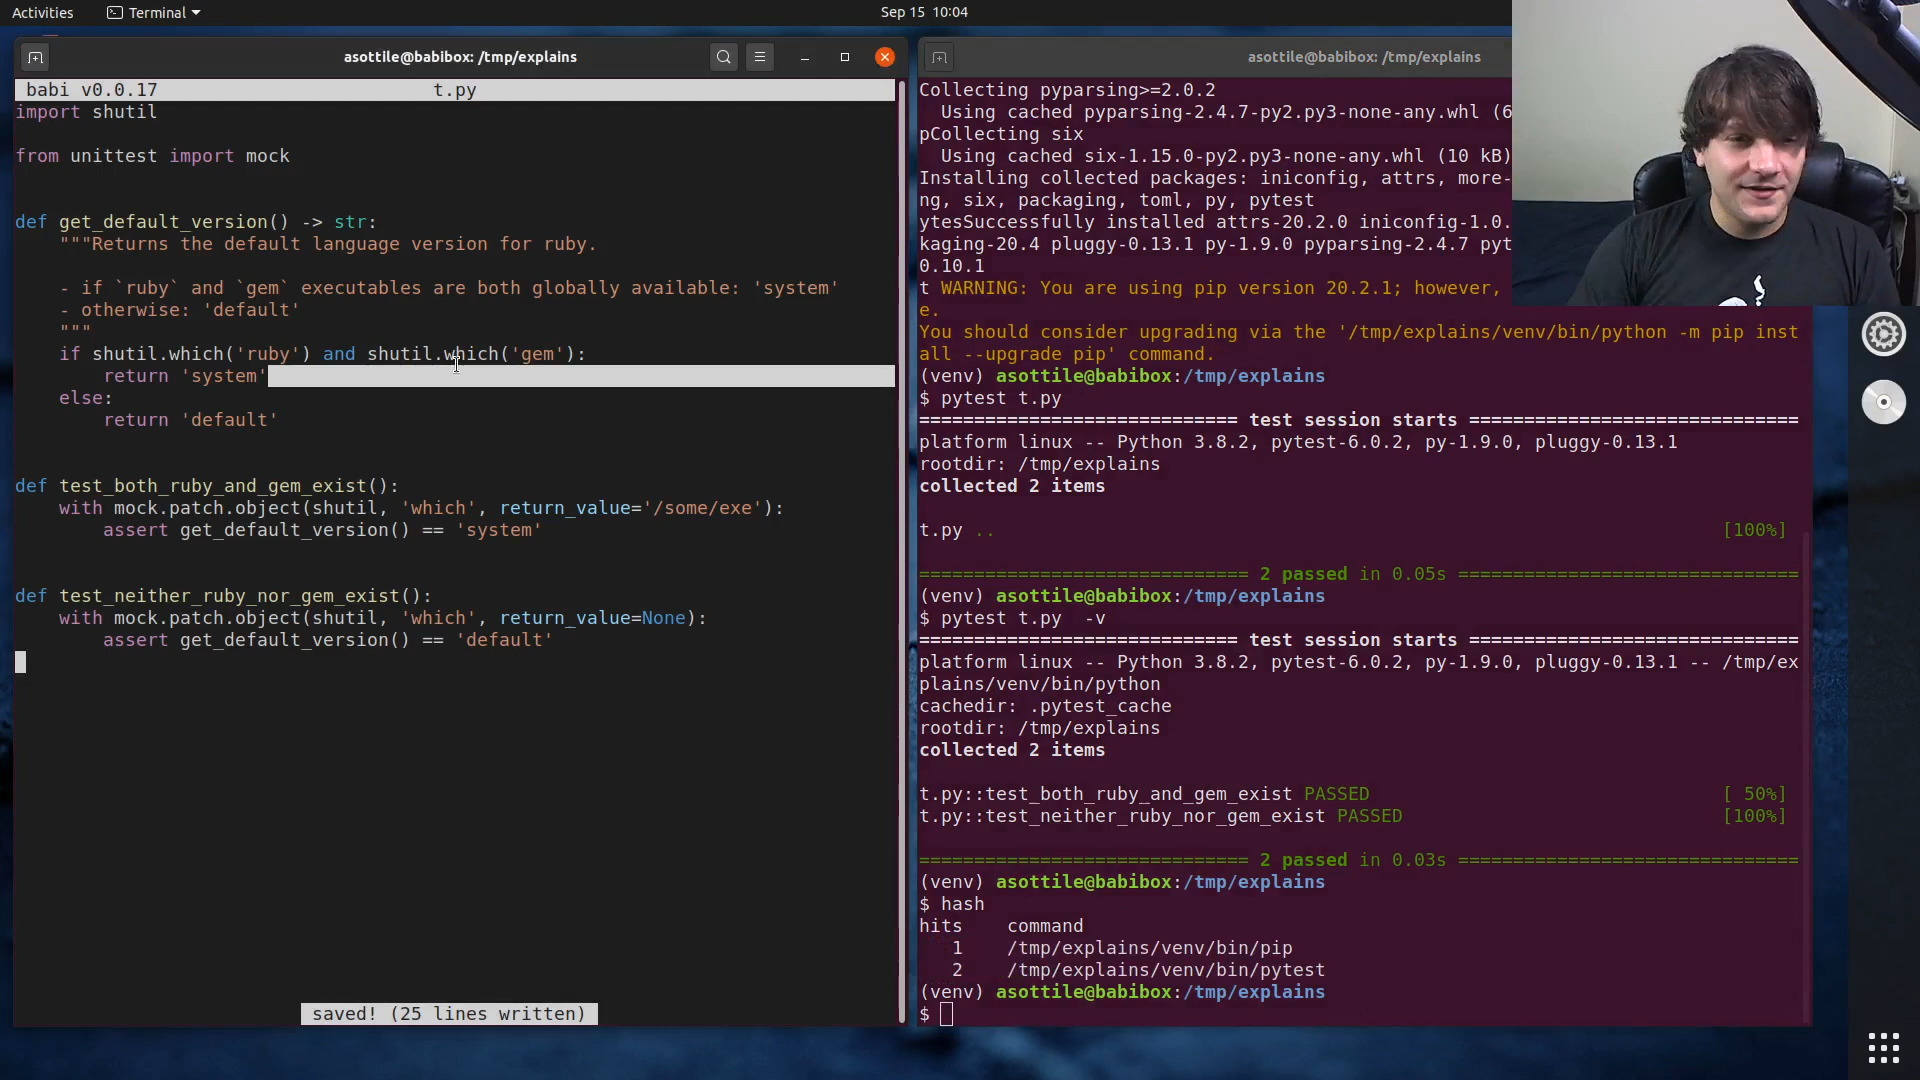 Activities
Terminal
Sep 15 10:04
asottile@babibox: /tmp/explains
babi v0.0.17 t.py
import shutil
from unittest import mock
def get_default_version() -> str:
"""Returns the default language version for ruby.
- if `ruby` and `gem` executables are both globally available: 'system'
- otherwise: 'default'
"""
if shutil.which('ruby') and shutil.which('gem'):
return 'system'
else:
return 'default'
def test_both_ruby_and_gem_exist():
with mock.patch.object(shutil, 'which', return_value='/some/exe'):
assert get_default_version() == 'system'
def test_neither_ruby_nor_gem_exist():
with mock.patch.object(shutil, 'which', return_value=None):
assert get_default_version() == 'default'
saved! (25 lines written)
asottile@babibox: /tmp/explains
Collecting pyparsing>=2.0.2
Using cached pyparsing-2.4.7-py2.py3-none-any.whl (6
pCollecting six
Using cached six-1.15.0-py2.py3-none-any.whl (10 kB)
Installing collected packages: iniconfig, attrs, more-
ng, six, packaging, toml, py, pytest
ytesSuccessfully installed attrs-20.2.0 iniconfig-1.0.
kaging-20.4 pluggy-0.13.1 py-1.9.0 pyparsing-2.4.7 pyt
0.10.1
t WARNING: You are using pip version 20.2.1; however,
e.
You should consider upgrading via the '/tmp/explains/venv/bin/python -m pip inst
all --upgrade pip' command.
(venv) asottile@babibox:/tmp/explains
$ pytest t.py
============================ test session starts =============================
platform linux -- Python 3.8.2, pytest-6.0.2, py-1.9.0, pluggy-0.13.1
rootdir: /tmp/explains
collected 2 items
t.py .. [100%]
============================== 2 passed in 0.05s ===============================
(venv) asottile@babibox:/tmp/explains
$ pytest t.py  -v
============================ test session starts =============================
platform linux -- Python 3.8.2, pytest-6.0.2, py-1.9.0, pluggy-0.13.1 -- /tmp/ex
plains/venv/bin/python
cachedir: .pytest_cache
rootdir: /tmp/explains
collected 2 items
t.py::test_both_ruby_and_gem_exist PASSED [ 50%]
t.py::test_neither_ruby_nor_gem_exist PASSED [100%]
============================== 2 passed in 0.03s ===============================
(venv) asottile@babibox:/tmp/explains
$ hash
hits command
1 /tmp/explains/venv/bin/pip
2 /tmp/explains/venv/bin/pytest
(venv) asottile@babibox:/tmp/explains
$